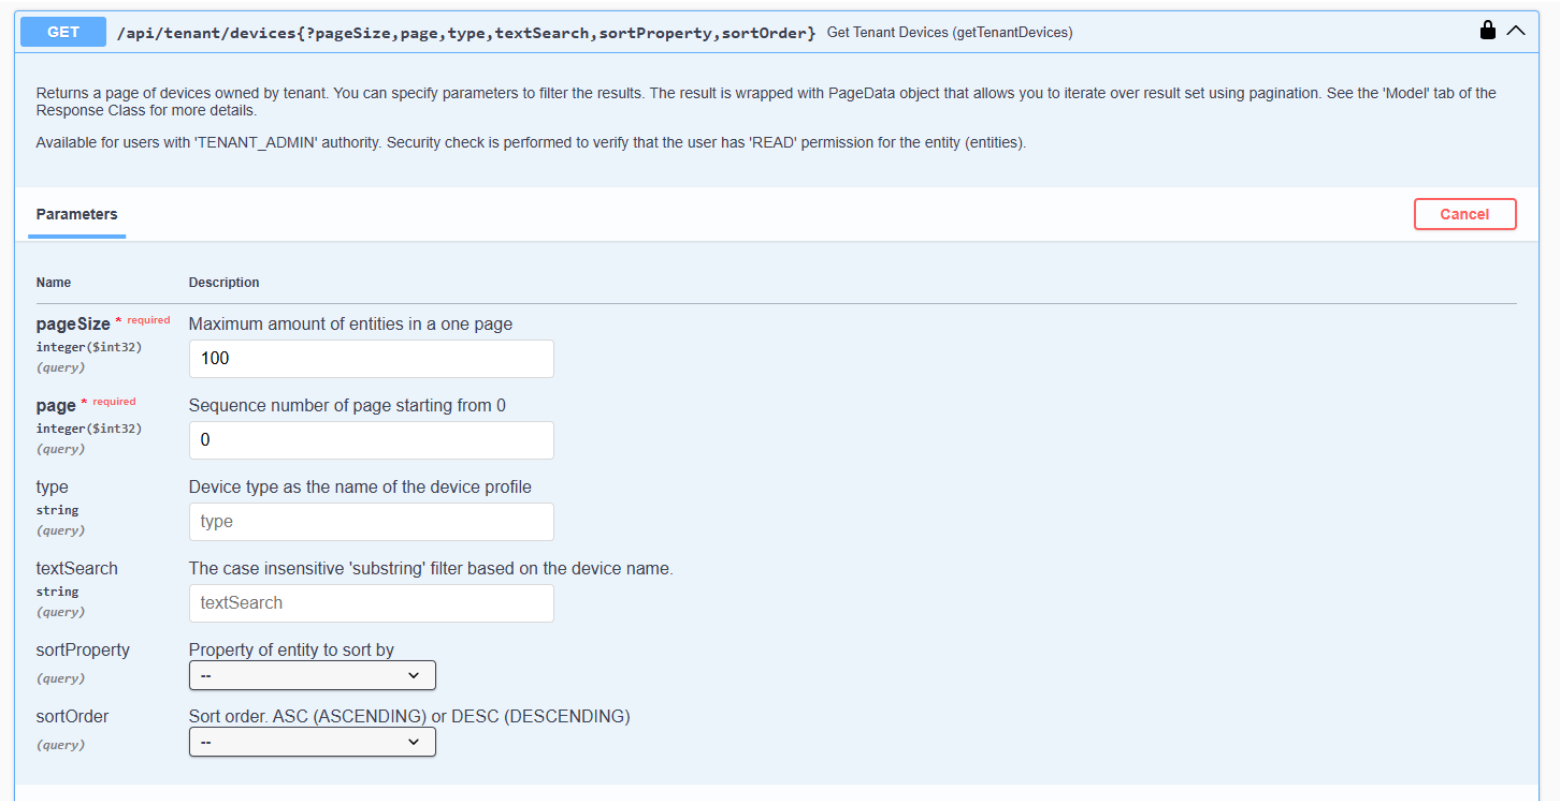 GET /api/tenant/devices{?pageSize,page,type,textSearch,sortProperty,sortOrder} Get Tenant Devices (getTenantDevices)
Returns a page of devices owned by tenant. You can specify parameters to filter the results. The result is wrapped with PageData object that allows you to iterate over result set using pagination. See the 'Model' tab of the
Response Class for more details.
Available for users with 'TENANT_ADMIN' authority. Security check is performed to verify that the user has 'READ' permission for the entity (entities).
Parameters Cancel
Name Description
pageSize * required Maximum amount of entities in a one page
integer($int32)
(query)
100
page * required Sequence number of page starting from 0
integer($int32)
(query)
0
type Device type as the name of the device profile
string
(query)
type
textSearch The case insensitive 'substring' filter based on the device name.
string
(query)
textSearch
sortProperty Property of entity to sort by
(query)
--
sortOrder Sort order. ASC (ASCENDING) or DESC (DESCENDING)
(query)
--